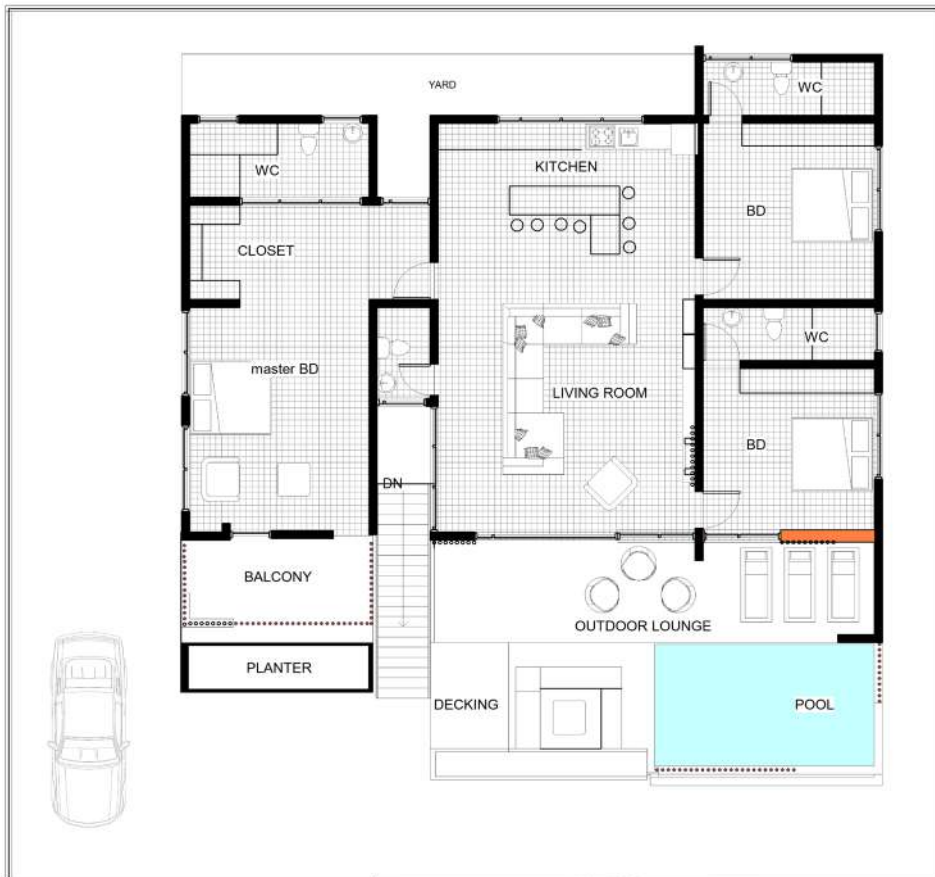 YARD
WC
WC
KITCHEN
BD
CLOSET
WC
master BD
LIVING ROOM
BD
DN
BALCONY
OUTDOOR LOUNGE
PLANTER
DECKING
POOL